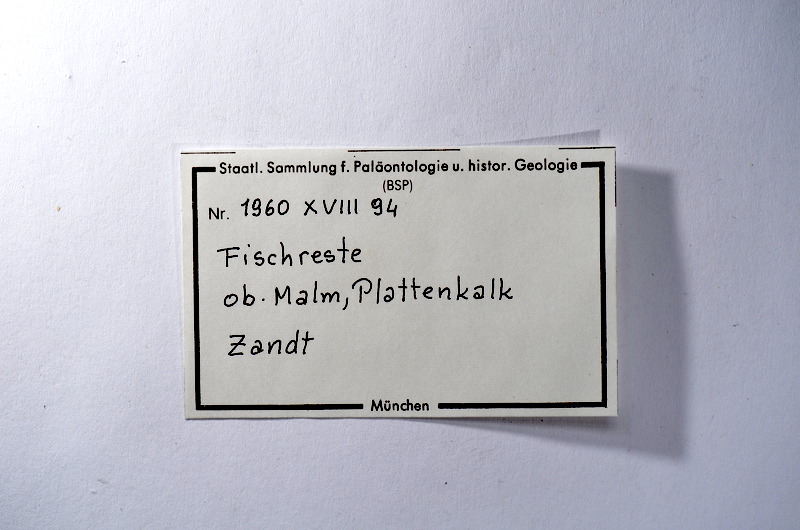 Staatl. Sammlung f. Paläontologie u. histor. Geologie
(BSP)
Nr. 1960 XVIII 94
Fischreste
ob. Malm, Plattenkalk
Zandt
München